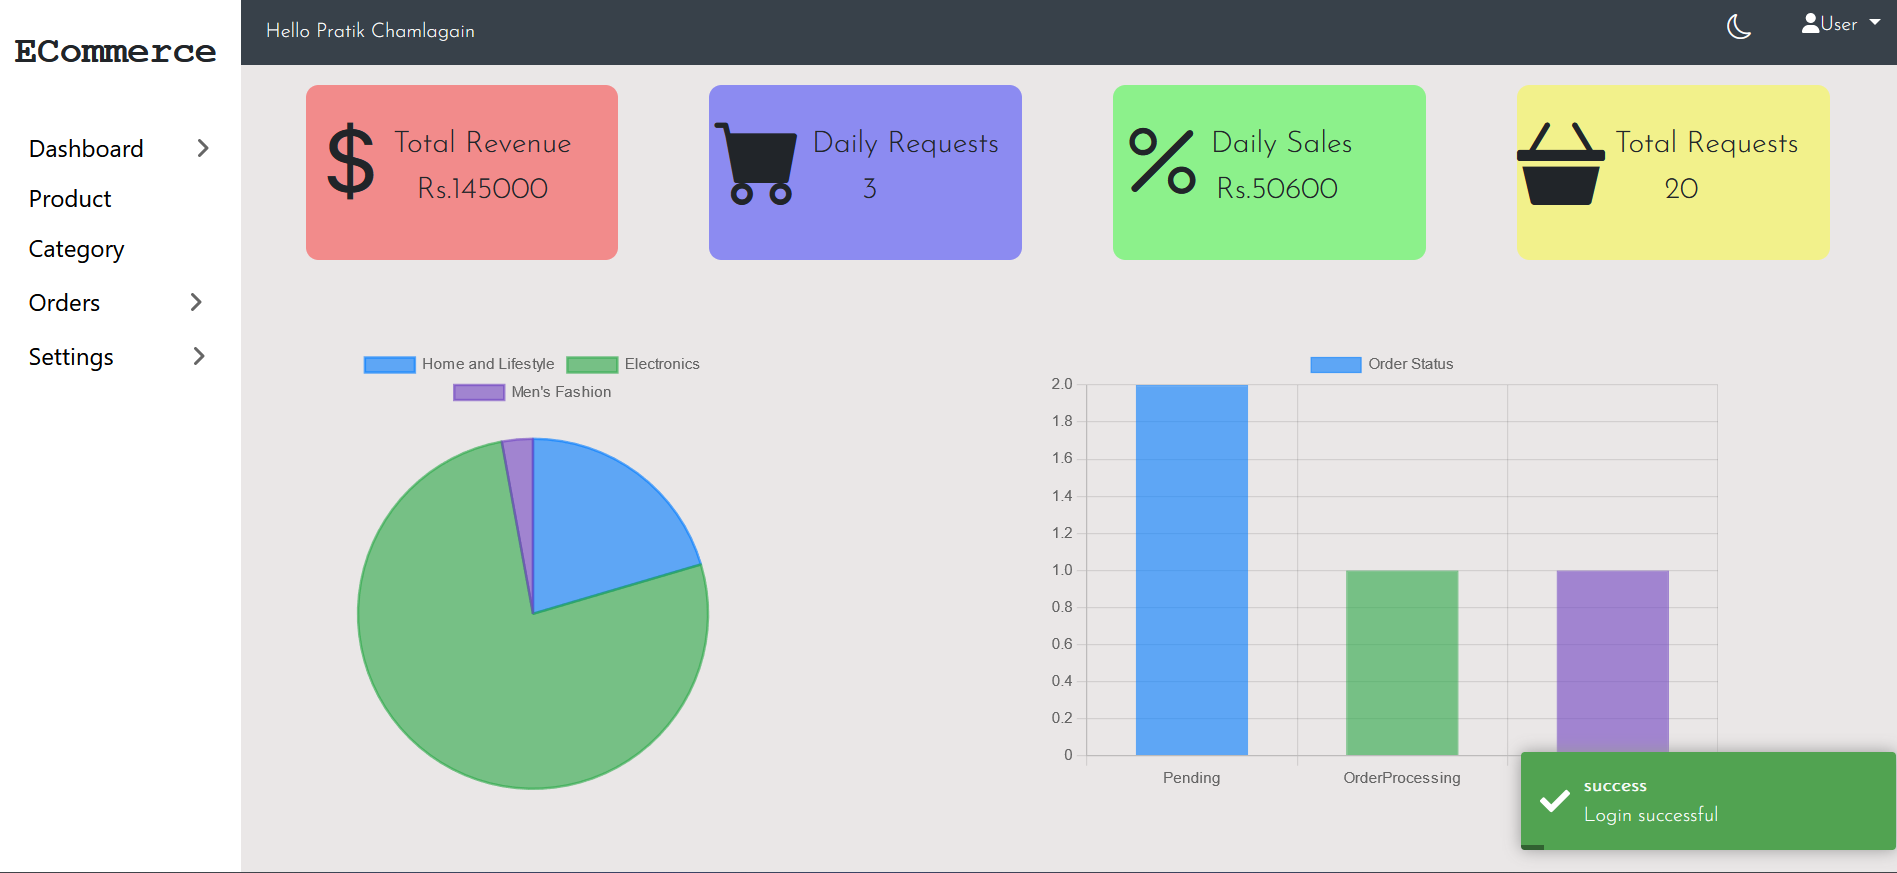 ECommerce
Hello Pratik Chamlagain
User
Dashboard
Product
Category
Orders
Settings
Total Revenue
Rs.145000
Daily Requests
3
Daily Sales
Rs.50600
Total Requests
20
Home and Lifestyle
Electronics
Men's Fashion
Order Status
2.0
1.8
1.6
1.4
1.2
1.0
0.8
0.6
0.4
0.2
0
Pending
OrderProcessing
success
Login successful